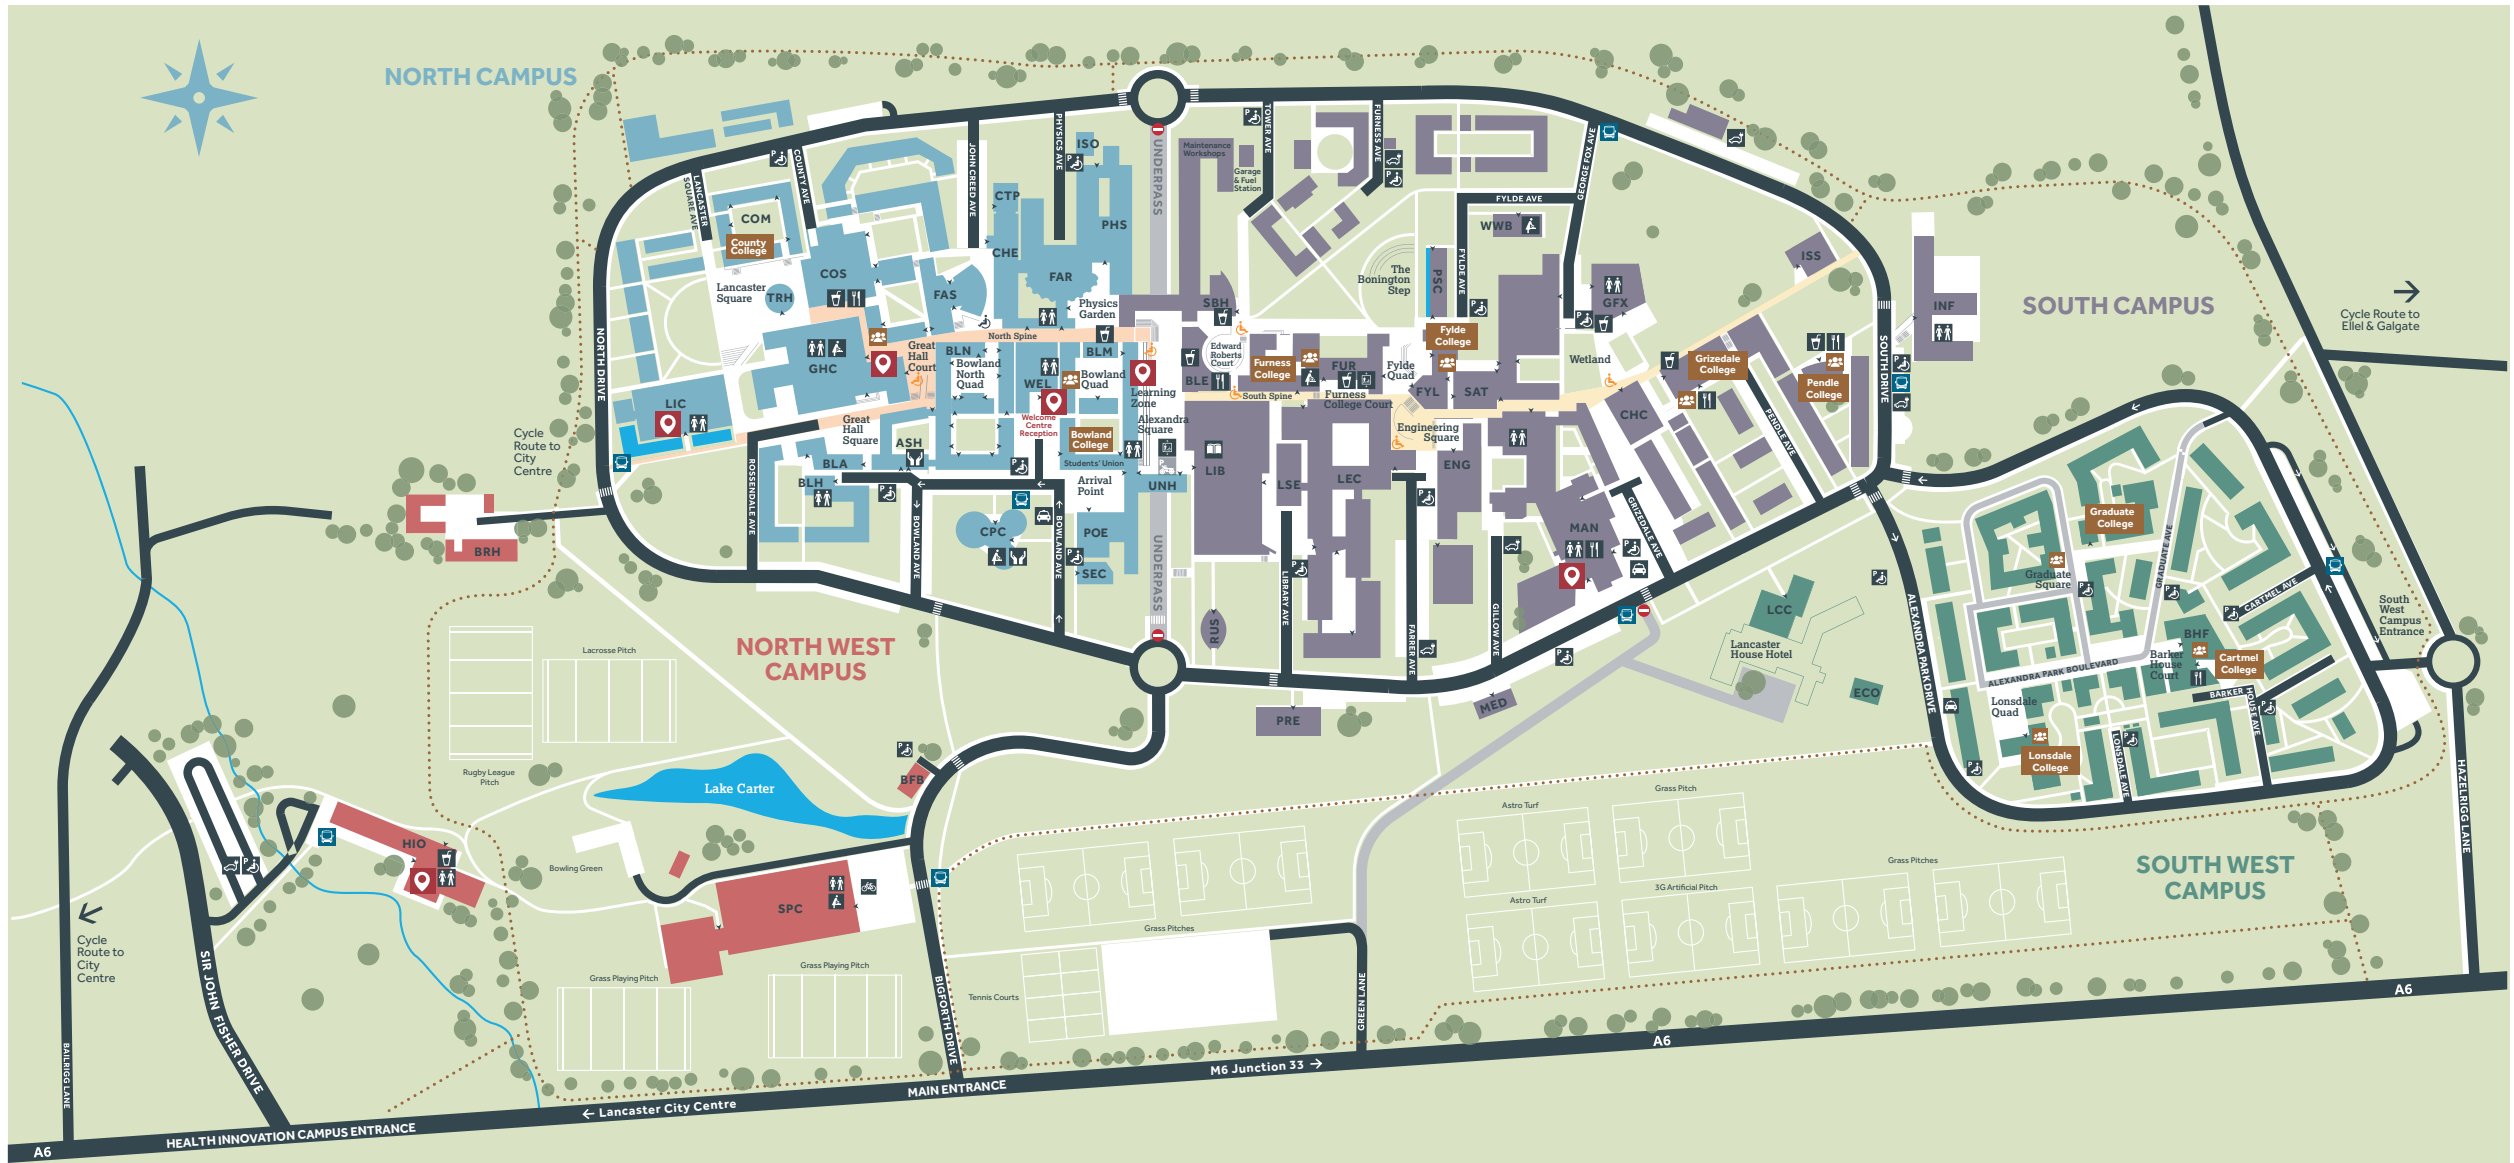 NORTH CAMPUS
SOUTH CAMPUS
NORTH WEST
CAMPUS
SOUTH WEST
CAMPUS
LANCASTER
SQUARE AVE
COUNTY AVE
JOHN CREED AVE
PHYSICS AVE
UNDERPASS
TOWER AVE
FURNESS AVE
GEORGE FOX AVE
FYLDE AVE
FYLDE AVE
NORTH DRIVE
SOUTH DRIVE
COM
County
College
COS
TRH
Lancaster
Square
FAS
CTP
CHE
ISO
PHS
FAR
Physics
Garden
Maintenance
Workshops
Garage
& Fuel
Station
SBH
The
Bonington
Step
PSC
WWB
GFX
ISS
INF
Cycle Route to
Ellel & Galgate
North Spine
GHC
Great
Hall
Court
BLN
Bowland
North
Quad
WEL
BLM
Bowland
Quad
Welcome
Centre
Reception
Learning
Zone
Alexandra
Square
Bowland
College
Students' Union
Edward
Roberts
Court
BLE
Furness
College
FUR
Furness
College Court
South Spine
Fylde
Quad
Fylde
College
FYL
SAT
Engineering
Square
Wetland
Grizedale
College
Pendle
College
PENDLE AVE
CHC
LIC
Cycle
Route to
City
Centre
Great
Hall
Square
ASH
BLA
BLH
ROSSENDALE AVE
BOWLAND AVE
BOWLAND AVE
CPC
Arrival
Point
POE
SEC
UNH
UNDERPASS
LIB
LSE
LEC
ENG
MAN
GRIZEDALE AVE
LIBRARY AVE
FARRER AVE
GILLOW AVE
RUS
PRE
MED
BRH
Graduate
College
Graduate
Square
GRADUATE AVE
CARTMEL AVE
BHF
Barker
House
Court
Cartmel
College
BARKER
HOUSE AVE
ALEXANDRA PARK BOULEVARD
ALEXANDRA PARK DRIVE
Lonsdale
Quad
Lonsdale
College
LONSDALE AVE
South
West
Campus
Entrance
HAZELRIGG LANE
LCC
Lancaster
House Hotel
ECO
Lacrosse Pitch
Rugby League
Pitch
Lake Carter
BFB
Bowling Green
SPC
HIO
Grass Playing Pitch
Grass Playing Pitch
BIGFORTH DRIVE
Tennis Courts
Grass Pitches
GREEN LANE
Astro Turf
Grass Pitch
Astro Turf
3G Artificial Pitch
Grass Pitches
Cycle
Route to
City
Centre
SIR JOHN FISHER DRIVE
BAILRIGG LANE
A6
HEALTH INNOVATION CAMPUS ENTRANCE
← Lancaster City Centre
MAIN ENTRANCE
M6 Junction 33 →
A6
A6